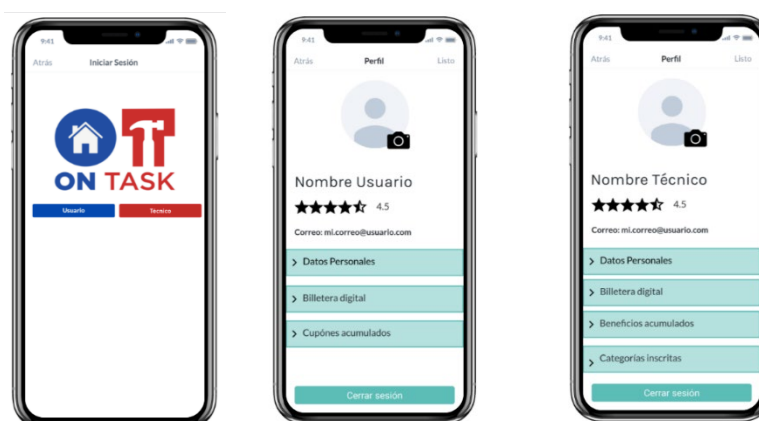 9:41
Atrás Iniciar Sesión
ON TASK
Usuario Técnico
9:41
Atrás Perfil Listo
Nombre Usuario
4.5
Correo: mi.correo@usuario.com
> Datos Personales
> Billetera digital
> Cupónes acumulados
Cerrar sesión
9:41
Atrás Perfil Listo
Nombre Técnico
4.5
Correo: mi.correo@usuario.com
> Datos Personales
> Billetera digital
> Beneficios acumulados
> Categorías inscritas
Cerrar sesión